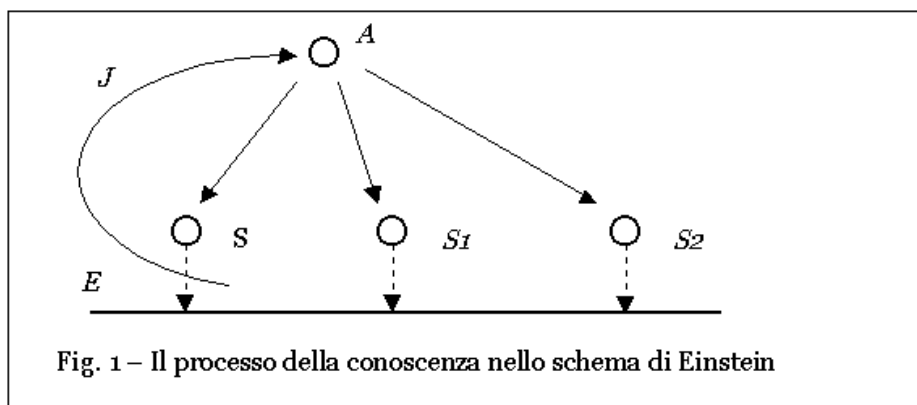 A
J
S
S1
S2
E
Fig. 1 – Il processo della conoscenza nello schema di Einstein